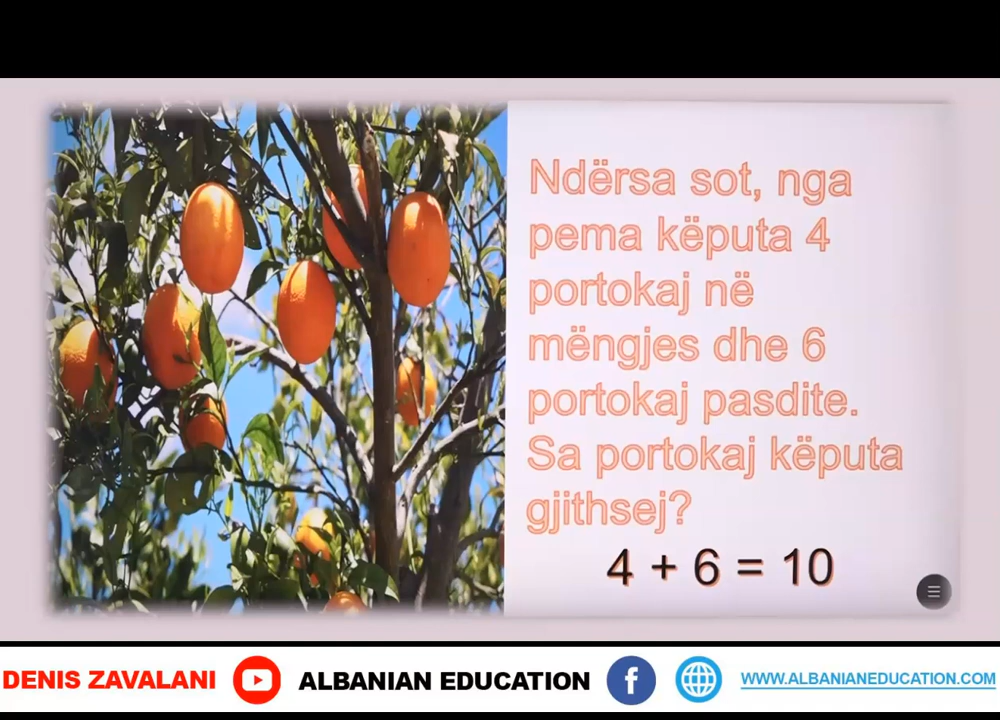 Ndërsa sot, nga
pema këputa 4
portokaj në
mëngjes dhe 6
portokaj pasdite.
Sa portokaj këputa
gjithsej?
4 + 6 = 10
DENIS ZAVALANI ALBANIAN EDUCATION f WWW.ALBANIANEDUCATION.COM